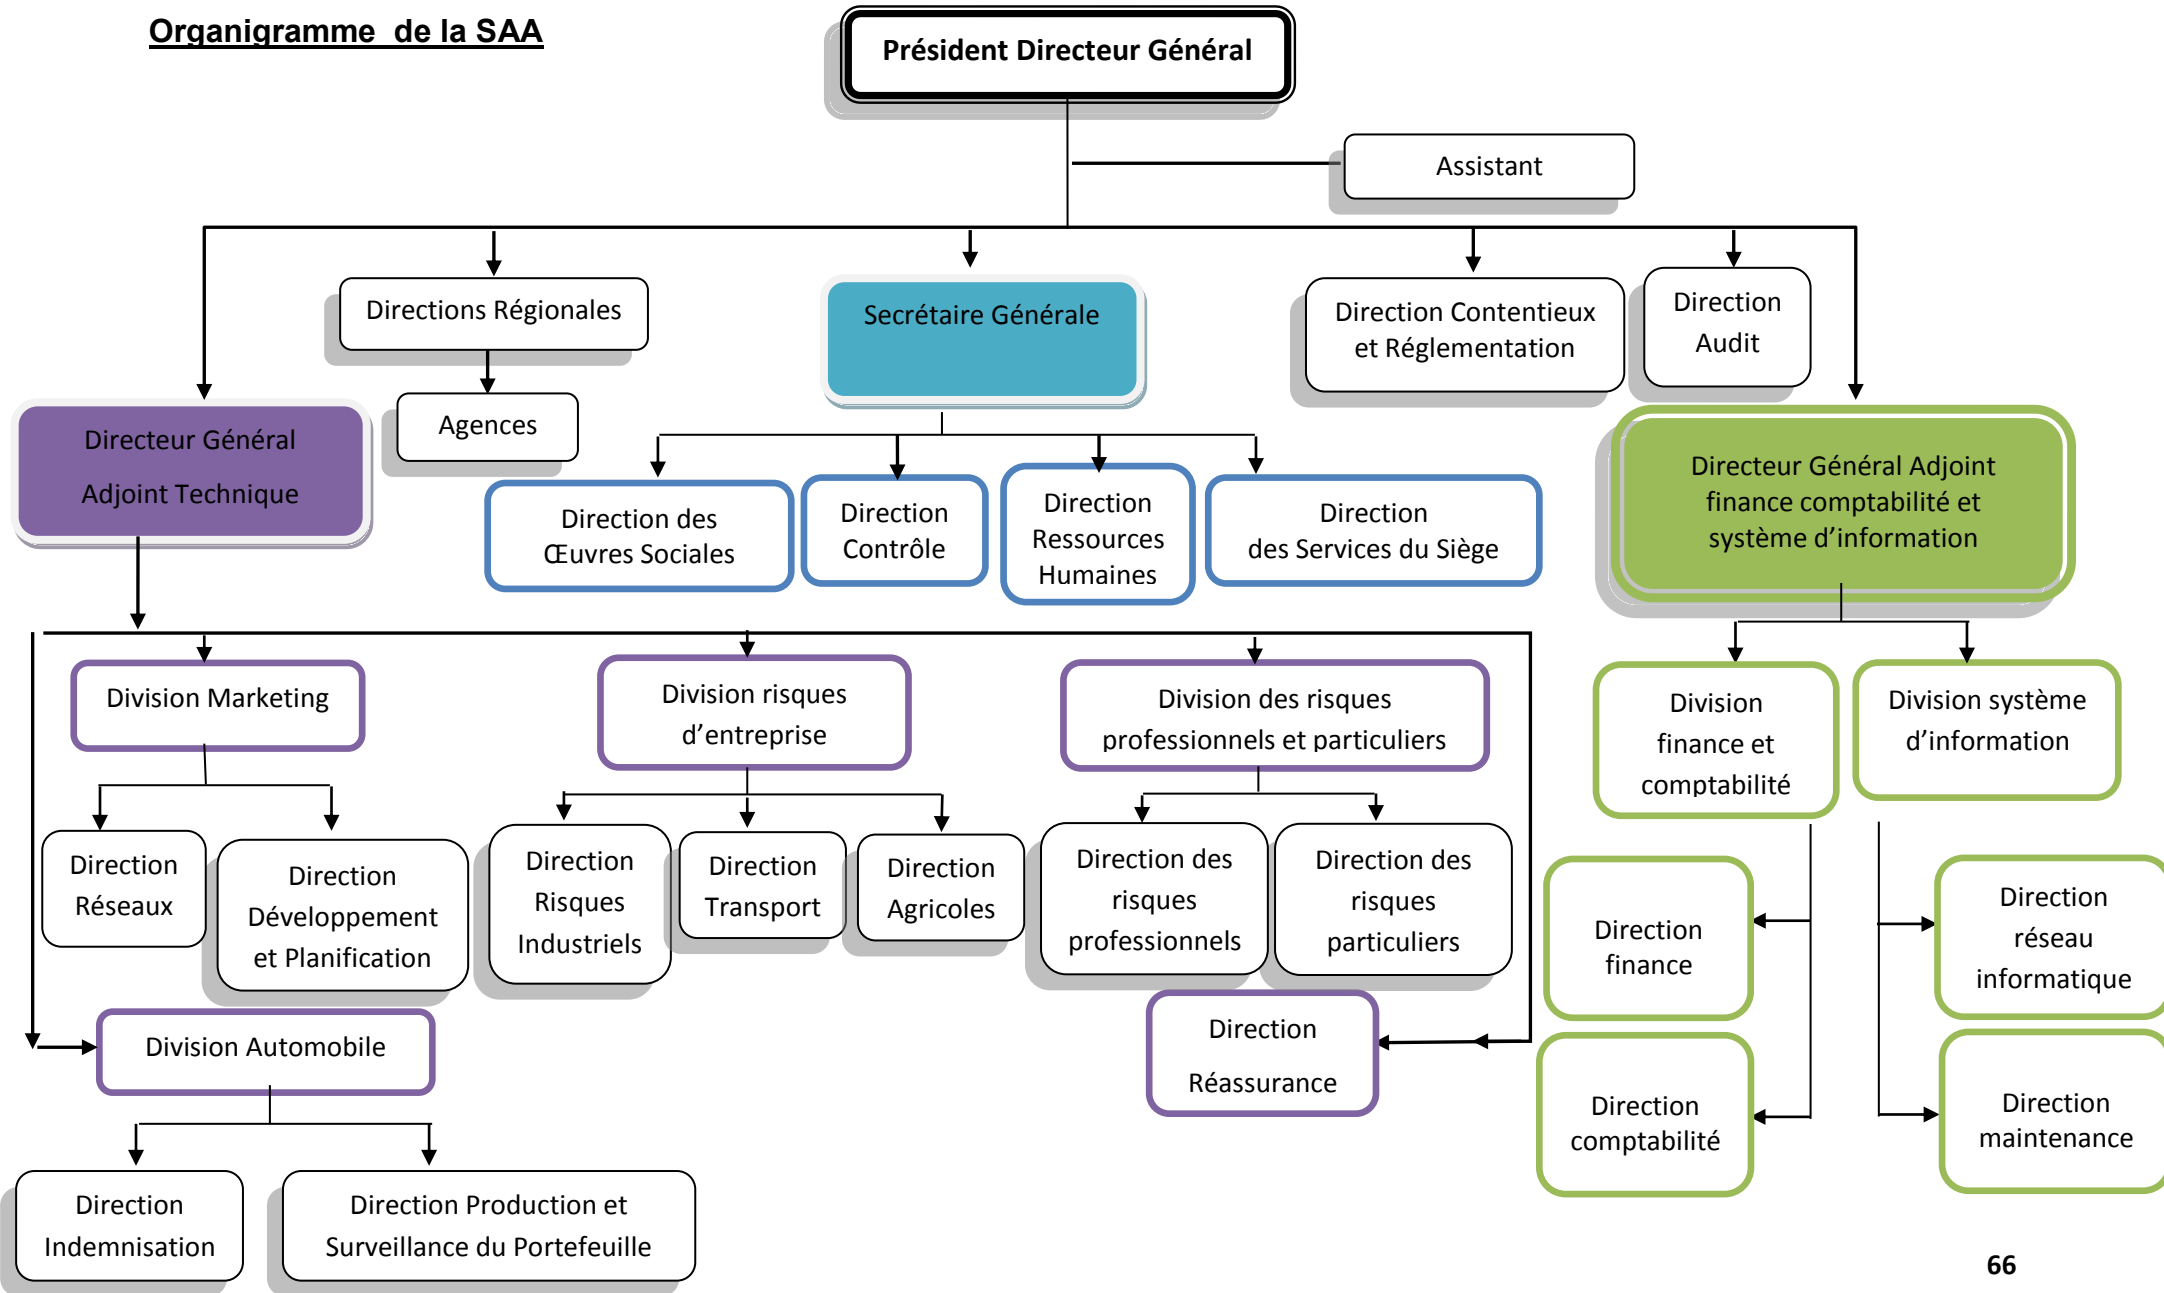 Organigramme  de la SAA
Président Directeur Général
Assistant
Directions Régionales
Agences
Secrétaire Générale
Direction Contentieux
et Réglementation
Direction
Audit
Directeur Général
Adjoint Technique
Directeur Général Adjoint
finance comptabilité et
système d’information
Direction des
Œuvres Sociales
Direction
Contrôle
Direction
Ressources
Humaines
Direction
des Services du Siège
Division Marketing
Division risques
d’entreprise
Division des risques
professionnels et particuliers
Division
finance et
comptabilité
Division système
d’information
Direction
Réseaux
Direction
Développement
et Planification
Direction
Risques
Industriels
Direction
Transport
Direction
Agricoles
Direction des
risques
professionnels
Direction des
risques
particuliers
Direction
finance
Direction
réseau
informatique
Division Automobile
Direction
Réassurance
Direction
comptabilité
Direction
maintenance
Direction
Indemnisation
Direction Production et
Surveillance du Portefeuille
66